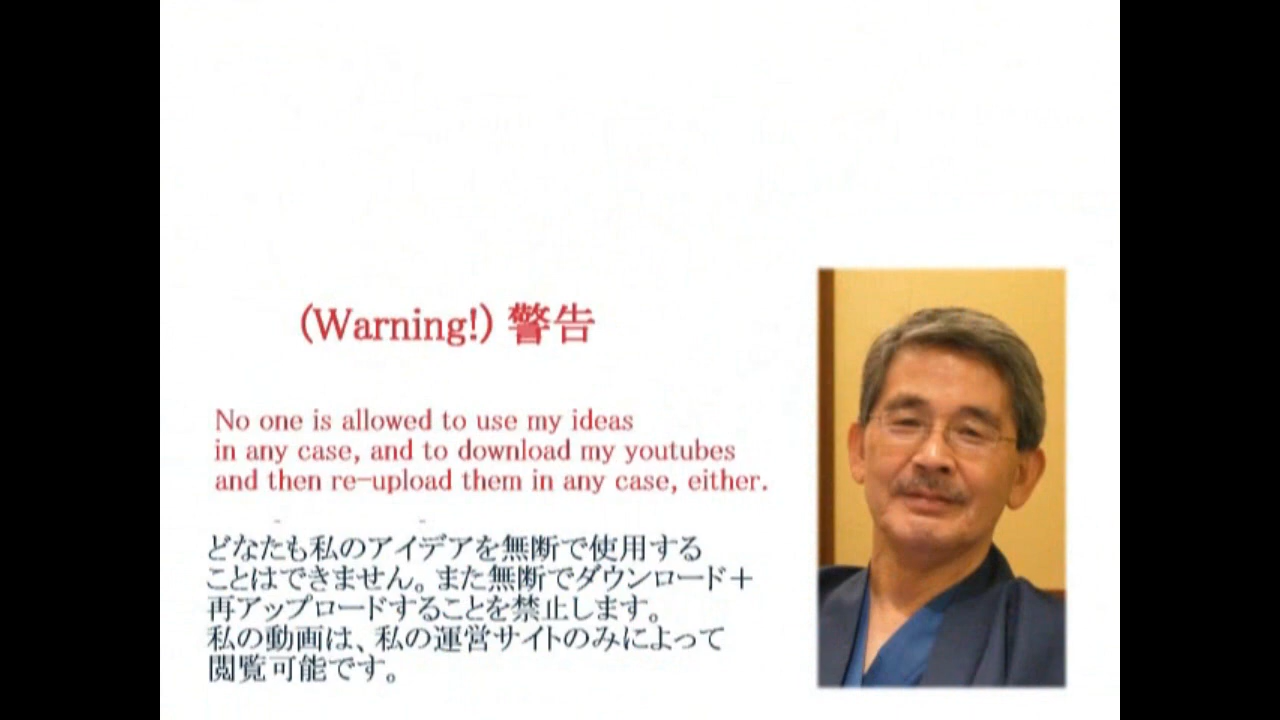 (Warning!) 警告
No one is allowed to use my ideas
in any case, and to download my youtubes
and then re-upload them in any case, either.
どなたも私のアイデアを無断で使用する
ことはできません。また無断でダウンロード＋
再アップロードすることを禁止します。
私の動画は、私の運営サイトのみによって
閲覧可能です。